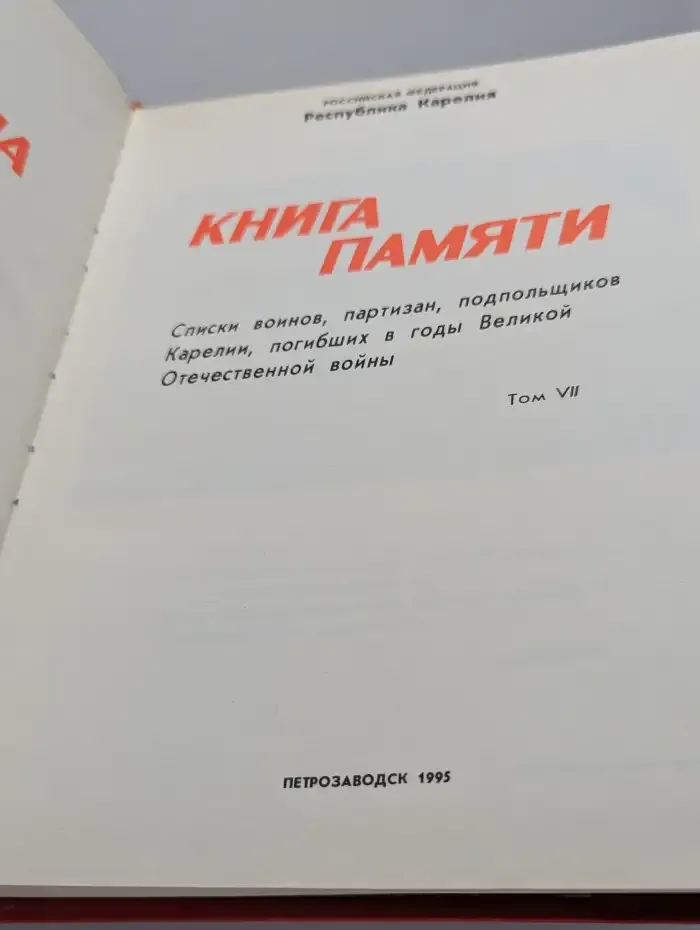 РОССИЙСКАЯ ФЕДЕРАЦИЯ
Республика Карелия
КНИГА
ПАМЯТИ
Списки воинов, партизан, подпольщиков
Карелии, погибших в годы Великой
Отечественной войны
Том VII
ПЕТРОЗАВОДСК 1995